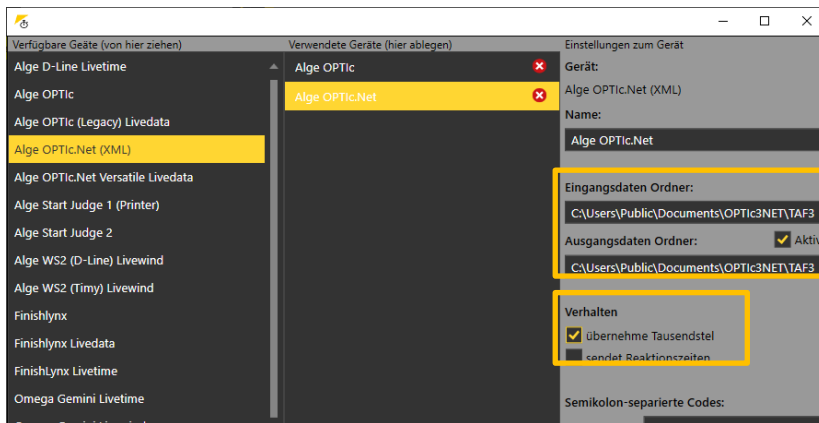 Verfügbare Geäte (von hier ziehen)
Alge D-Line Livetime
Alge OPTIc
Alge OPTIc (Legacy) Livedata
Alge OPTIc.Net (XML)
Alge OPTIc.Net Versatile Livedata
Alge Start Judge 1 (Printer)
Alge Start Judge 2
Alge WS2 (D-Line) Livewind
Alge WS2 (Timy) Livewind
Finishlynx
Finishlynx Livedata
FinishLynx Livetime
Omega Gemini Livetime
Verwendete Geräte (hier ablegen)
Alge OPTIc
Alge OPTIc.Net
Einstellungen zum Gerät
Gerät:
Alge OPTIc.Net (XML)
Name:
Alge OPTIc.Net
Eingangsdaten Ordner:
C:\Users\Public\Documents\OPTIc3NET\TAF3
Ausgangsdaten Ordner: Aktiv
C:\Users\Public\Documents\OPTIc3NET\TAF3
Verhalten
übernehme Tausendstel
sendet Reaktionszeiten
Semikolon-separierte Codes: